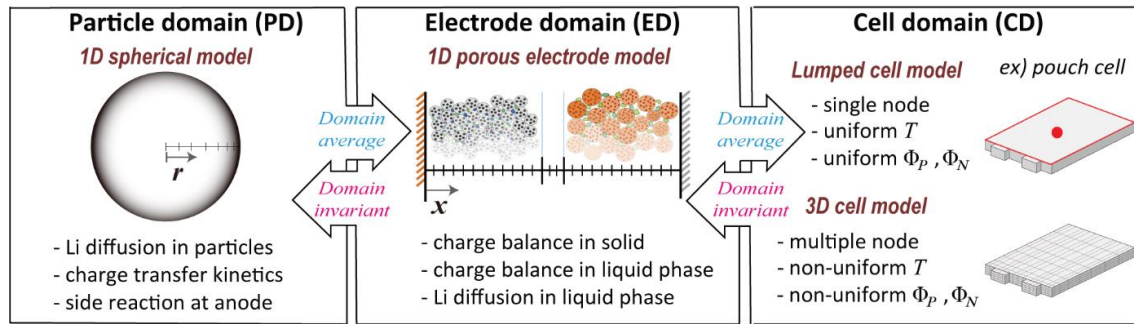 Particle domain (PD)
1D spherical model
r
- Li diffusion in particles
- charge transfer kinetics
- side reaction at anode
Domain
average
Domain
invariant
Electrode domain (ED)
1D porous electrode model
x
- charge balance in solid
- charge balance in liquid phase
- Li diffusion in liquid phase
Domain
average
Domain
invariant
Cell domain (CD)
Lumped cell model
ex) pouch cell
- single node
- uniform T
- uniform Φ_P , Φ_N
3D cell model
- multiple node
- non-uniform T
- non-uniform Φ_P , Φ_N